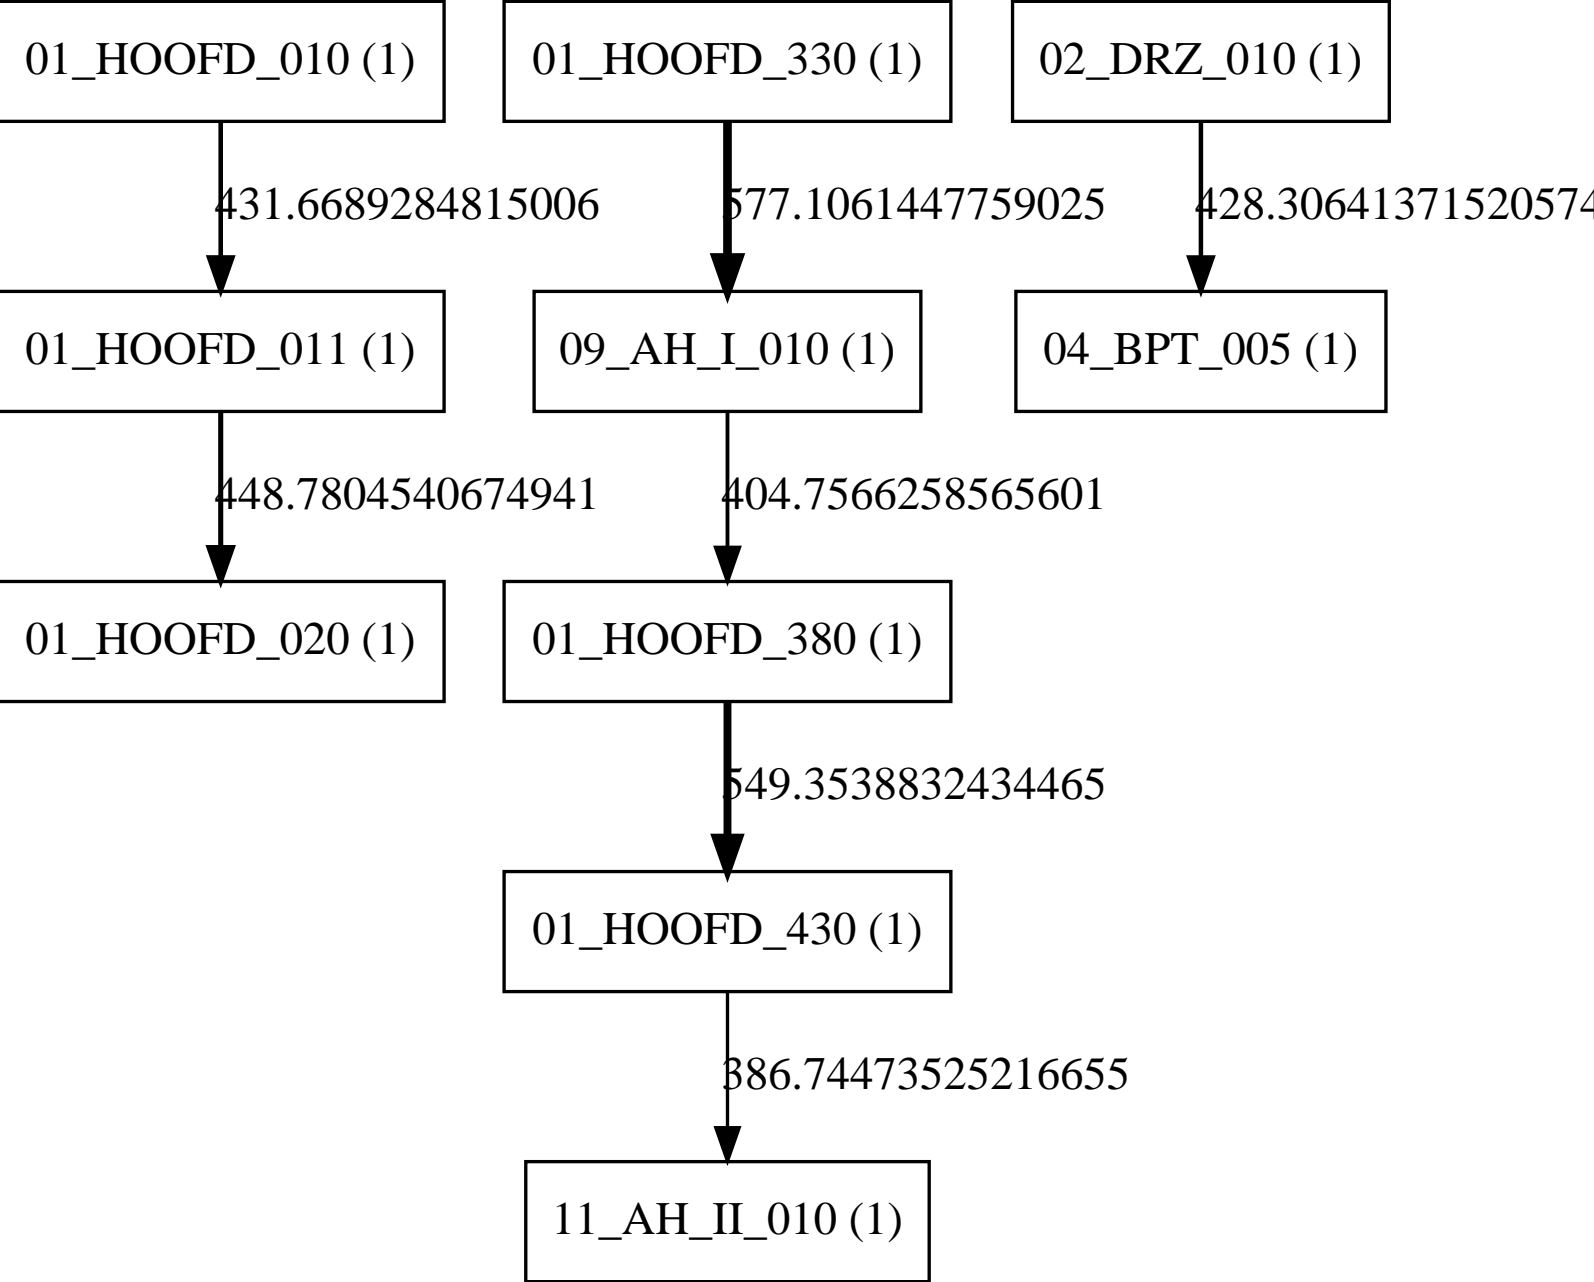 01_HOOFD_010 (1)
01_HOOFD_330 (1)
02_DRZ_010 (1)
431.6689284815006
577.1061447759025
428.30641371520574
01_HOOFD_011 (1)
09_AH_I_010 (1)
04_BPT_005 (1)
448.7804540674941
404.7566258565601
01_HOOFD_020 (1)
01_HOOFD_380 (1)
549.3538832434465
01_HOOFD_430 (1)
386.74473525216655
11_AH_II_010 (1)